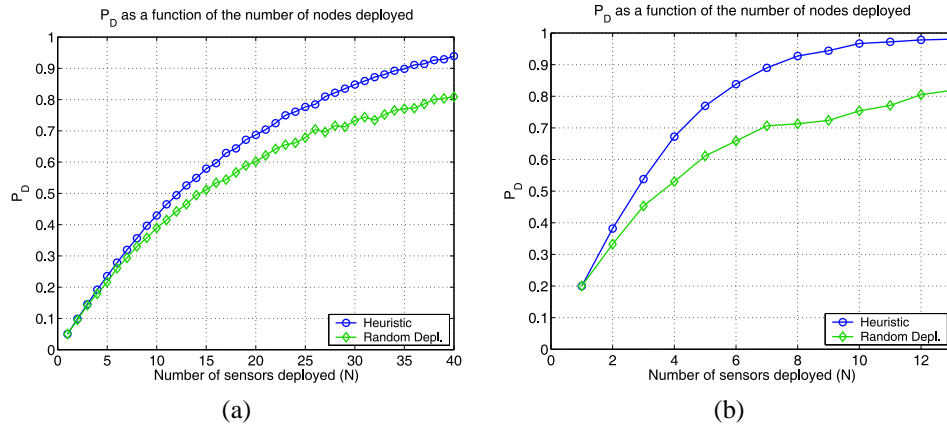 P_D as a function of the number of nodes deployed
1
0.9
0.8
0.7
0.6
0.5
0.4
0.3
0.2
0.1
0
P_D
0 5 10 15 20 25 30 35 40
Number of sensors deployed (N)
Heuristic
Random Depl.
(a)
P_D as a function of the number of nodes deployed
1
0.9
0.8
0.7
0.6
0.5
0.4
0.3
0.2
0.1
0
P_D
0 2 4 6 8 10 12
Number of sensors deployed (N)
Heuristic
Random Depl.
(b)